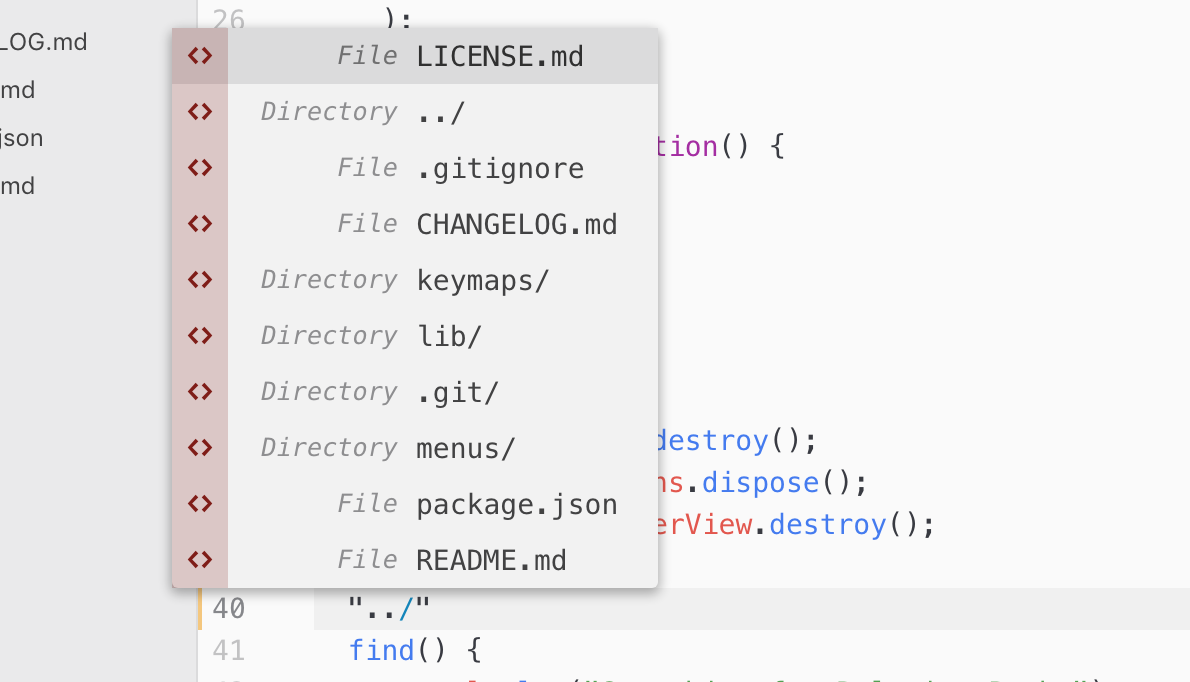 26 );
LOG.md
md
json
md
<> File LICENSE.md
<> Directory ../
<> File .gitignore
<> File CHANGELOG.md
<> Directory keymaps/
<> Directory lib/
<> Directory .git/
<> Directory menus/
<> File package.json
<> File README.md
tion() {
destroy();
ns.dispose();
erView.destroy();
40 "../"
41 find() {